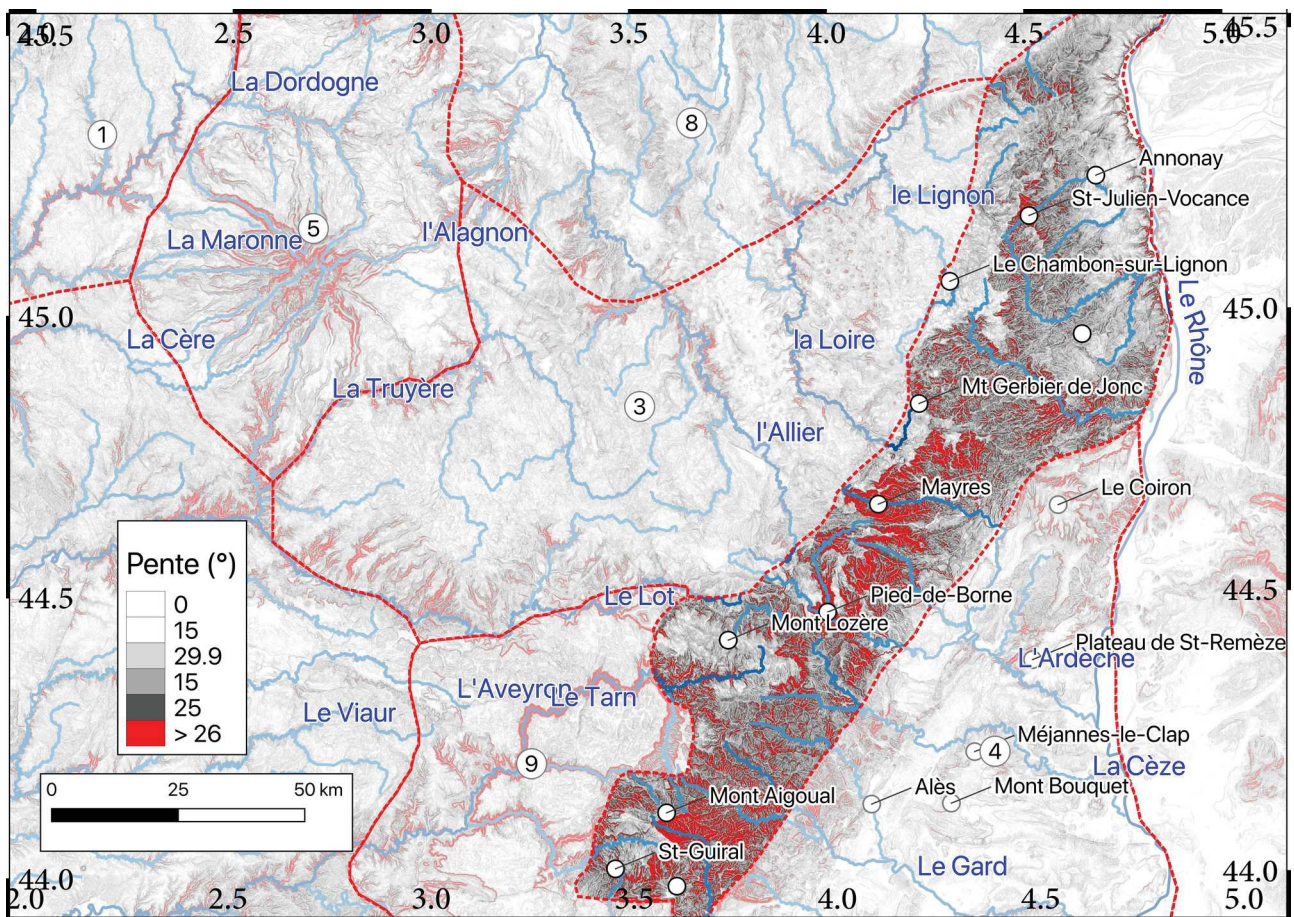 2.0
45.5
2.5
3.0
3.5
4.0
4.5
5.0
45.5
La Dordogne
1
8
Annonay
St-Julien-Vocance
le Lignon
5
La Maronne
l'Alagnon
Le Chambon-sur-Lignon
Le Rhône
45.0
45.0
La Cère
la Loire
La Truyère
Mt Gerbier de Jonc
3
l'Allier
Mayres
Le Coiron
Pente (°)
0
15
29.9
15
25
> 26
44.5
44.5
Le Lot
Pied-de-Borne
Mont Lozère
Plateau de St-Remèze
L'Ardèche
L'Aveyron
Le Tarn
Le Viaur
Méjannes-le-Clap
4
9
La Cèze
0
25
50 km
Mont Aigoual
Alès
Mont Bouquet
St-Guiral
Le Gard
44.0
44.0
2.0
2.5
3.0
3.5
4.0
4.5
5.0